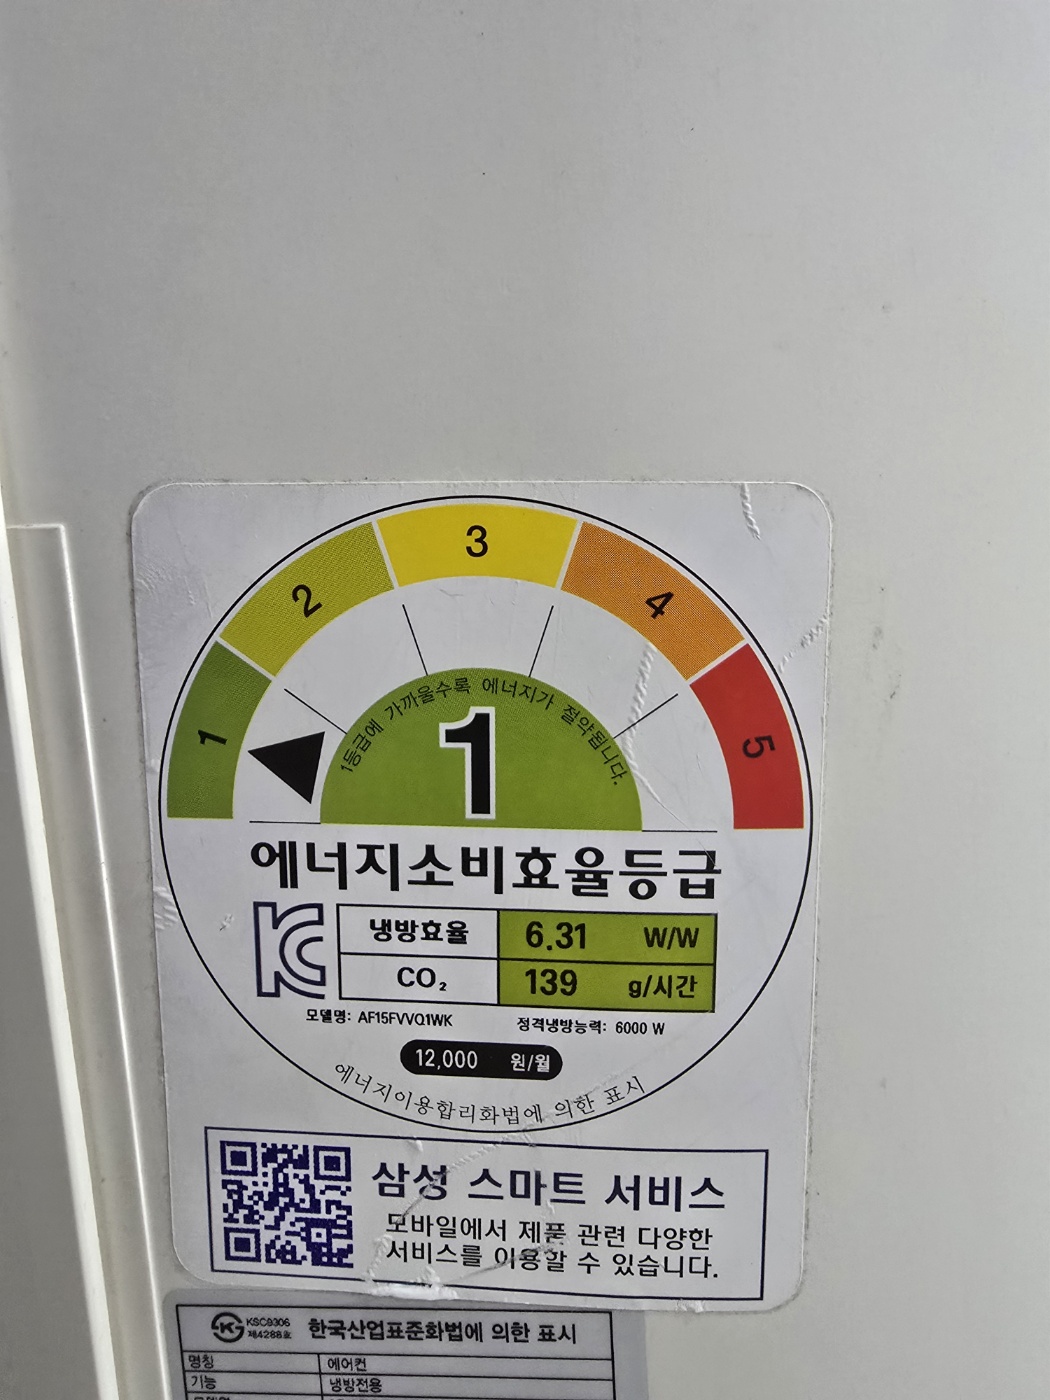 1
2
3
4
5
1등급에 가까울수록 에너지가 절약됩니다.
1
에너지소비효율등급
냉방효율 6.31 W/W
CO₂ 139 g/시간
모델명: AF15FVVQ1WK 정격냉방능력: 6000 W
12,000 원/월
에너지이용합리화법에 의한 표시
삼성 스마트 서비스
모바일에서 제품 관련 다양한
서비스를 이용할 수 있습니다.
KSC9306
제4288호
한국산업표준화법에 의한 표시
명칭 에어컨
기능 냉방전용